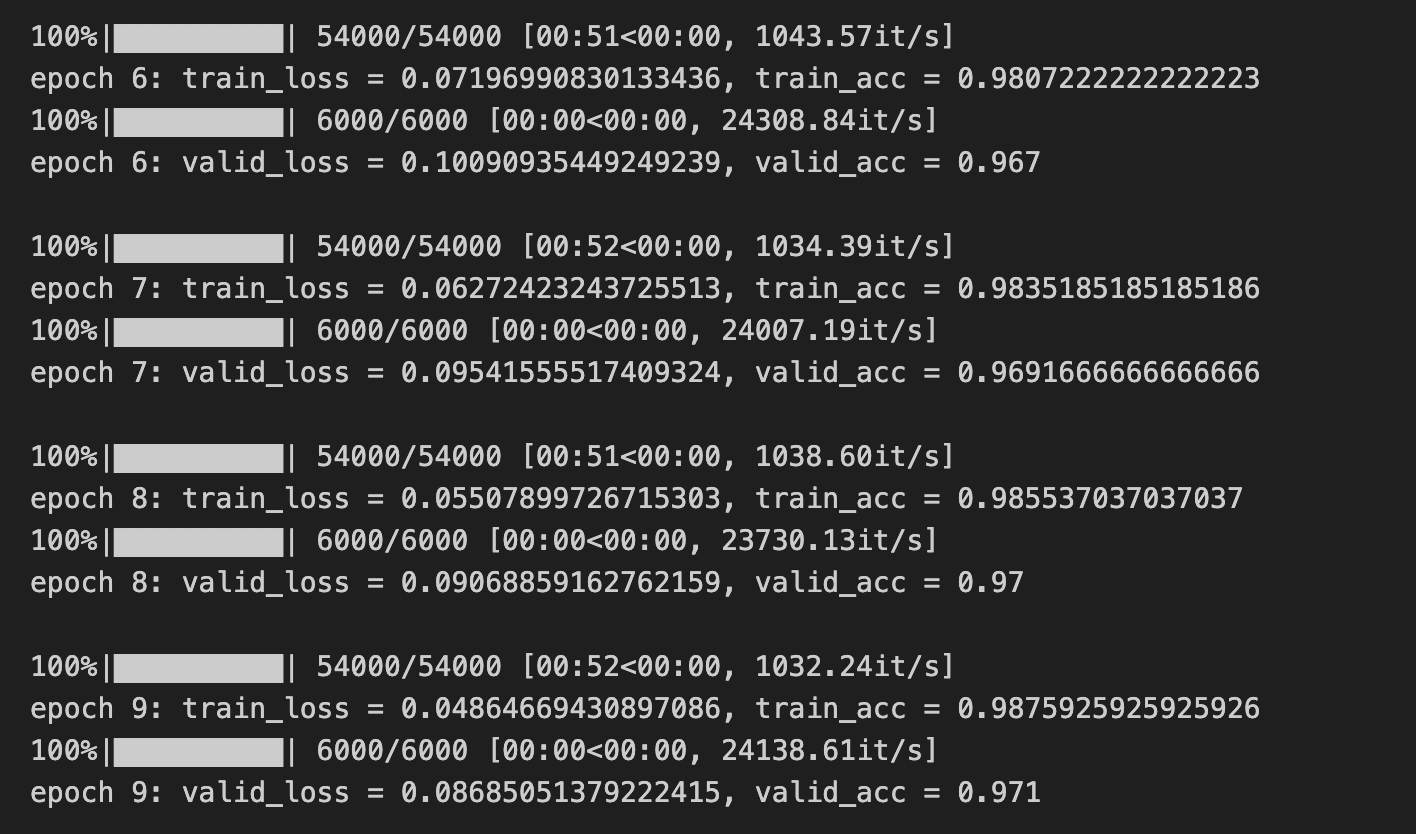 100%|██████████| 54000/54000 [00:51<00:00, 1043.57it/s]
epoch 6: train_loss = 0.07196990830133436, train_acc = 0.9807222222222223
100%|██████████| 6000/6000 [00:00<00:00, 24308.84it/s]
epoch 6: valid_loss = 0.10090935449249239, valid_acc = 0.967
100%|██████████| 54000/54000 [00:52<00:00, 1034.39it/s]
epoch 7: train_loss = 0.06272423243725513, train_acc = 0.9835185185185186
100%|██████████| 6000/6000 [00:00<00:00, 24007.19it/s]
epoch 7: valid_loss = 0.09541555517409324, valid_acc = 0.9691666666666666
100%|██████████| 54000/54000 [00:51<00:00, 1038.60it/s]
epoch 8: train_loss = 0.05507899726715303, train_acc = 0.985537037037037
100%|██████████| 6000/6000 [00:00<00:00, 23730.13it/s]
epoch 8: valid_loss = 0.09068859162762159, valid_acc = 0.97
100%|██████████| 54000/54000 [00:52<00:00, 1032.24it/s]
epoch 9: train_loss = 0.04864669430897086, train_acc = 0.9875925925925926
100%|██████████| 6000/6000 [00:00<00:00, 24138.61it/s]
epoch 9: valid_loss = 0.08685051379222415, valid_acc = 0.971